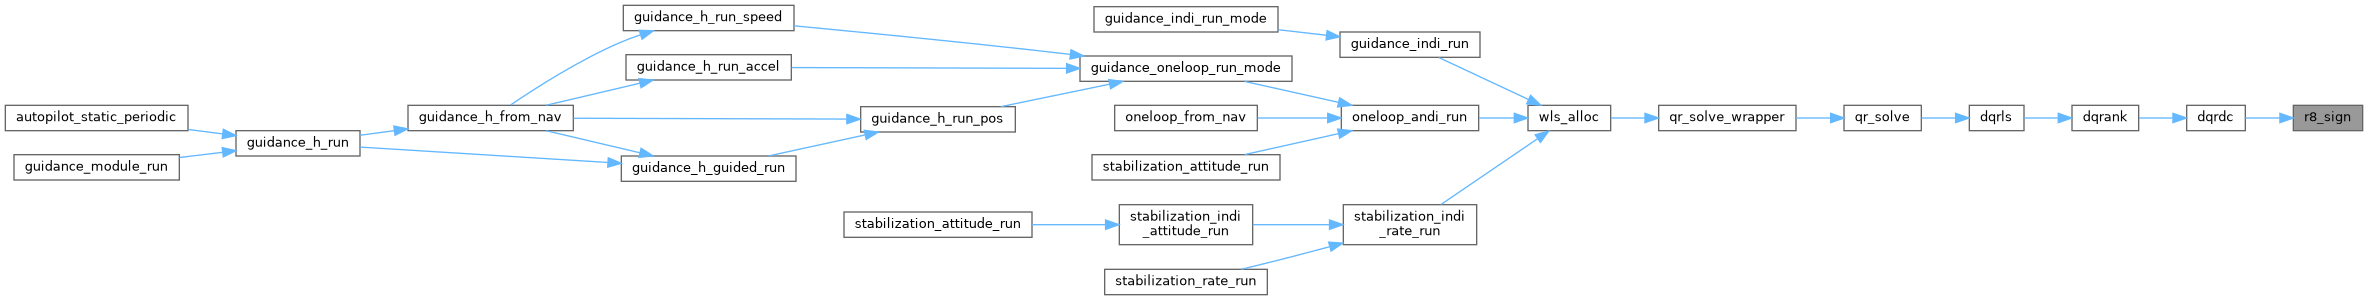 guidance_h_run_speed
guidance_indi_run_mode
guidance_indi_run
guidance_h_run_accel
guidance_oneloop_run_mode
autopilot_static_periodic
guidance_h_from_nav
guidance_h_run_pos
oneloop_from_nav
oneloop_andi_run
wls_alloc
qr_solve_wrapper
qr_solve
dqrls
dqrank
dqrdc
r8_sign
guidance_h_run
guidance_module_run
guidance_h_guided_run
stabilization_attitude_run
stabilization_attitude_run
stabilization_indi
_attitude_run
stabilization_indi
_rate_run
stabilization_rate_run